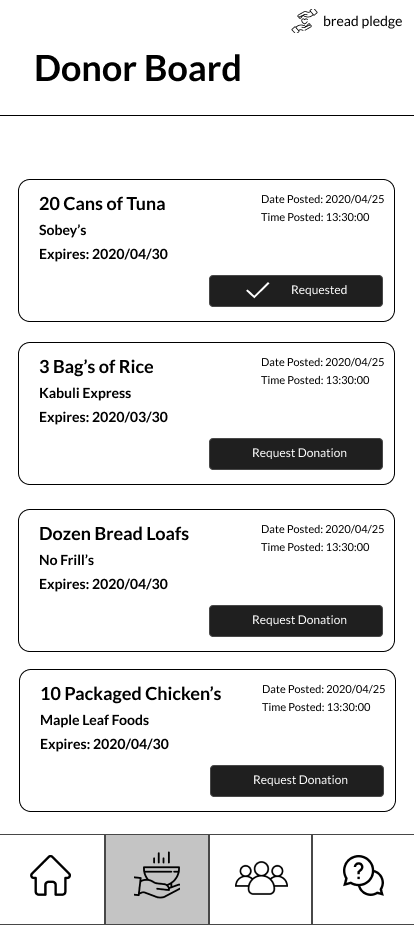 bread pledge
Donor Board
20 Cans of Tuna
Date Posted: 2020/04/25
Sobey's
Time Posted: 13:30:00
Expires: 2020/04/30
Requested
3 Bag's of Rice
Date Posted: 2020/04/25
Kabuli Express
Time Posted: 13:30:00
Expires: 2020/03/30
Request Donation
Dozen Bread Loafs
Date Posted: 2020/04/25
No Frill's
Time Posted: 13:30:00
Expires: 2020/04/30
Request Donation
10 Packaged Chicken's
Date Posted: 2020/04/25
Maple Leaf Foods
Time Posted: 13:30:00
Expires: 2020/04/30
Request Donation
?